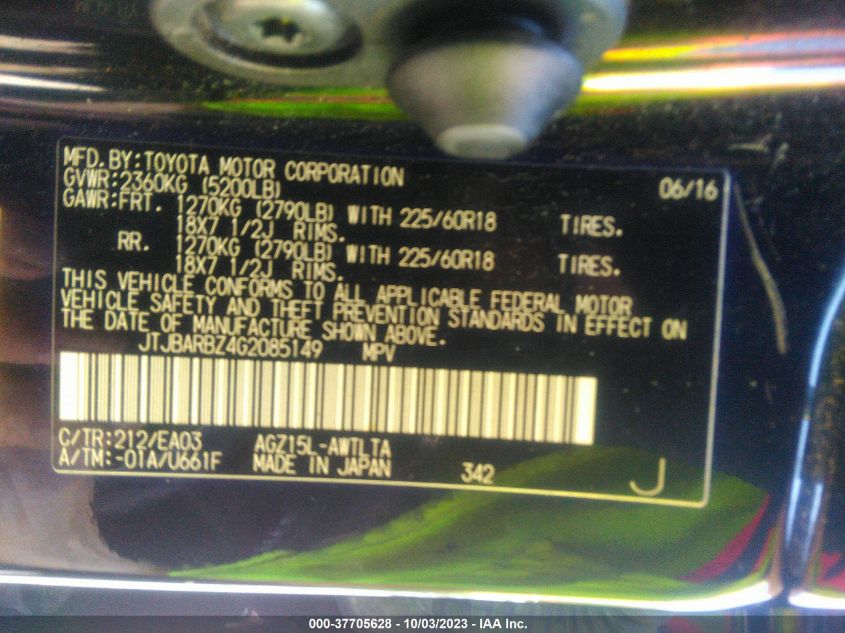 MFD.BY:TOYOTA MOTOR CORPORATION 06/16
GVWR:2360KG (5200LB)
GAWR:FRT. 1270KG (2790LB) WITH 225/60R18 TIRES.
18X7 1/2J RIMS.
RR. 1270KG (2790LB) WITH 225/60R18 TIRES.
18X7 1/2J RIMS.
THIS VEHICLE CONFORMS TO ALL APPLICABLE FEDERAL MOTOR
VEHICLE SAFETY AND THEFT PREVENTION STANDARDS IN EFFECT ON
THE DATE OF MANUFACTURE SHOWN ABOVE.
JTJBARBZ4G2085149 MPV
C/TR:212/EA03 AGZ15L-AWTLTA
A/TM:-01A/U661F MADE IN JAPAN 342 J
000-37705628 - 10/03/2023 - IAA Inc.